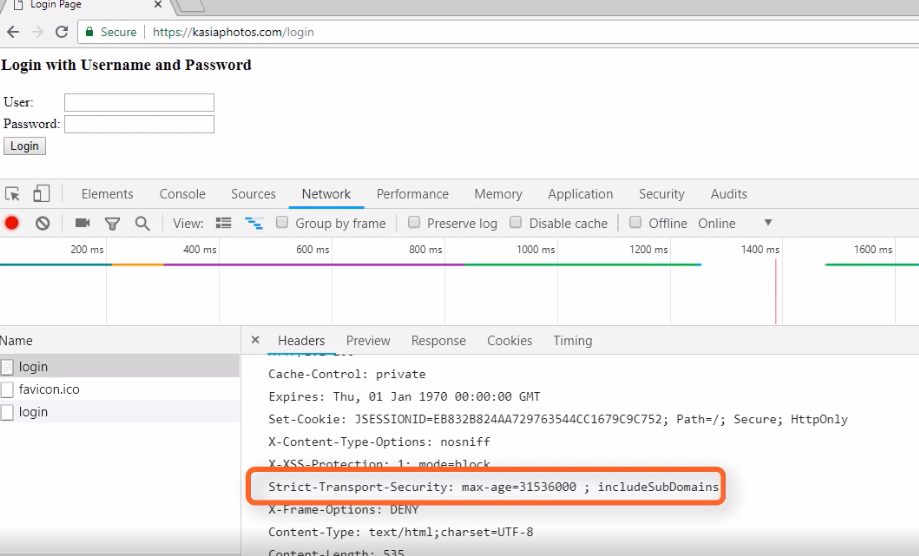 Login Page
Secure https://kasiaphotos.com/login
Login with Username and Password
User:
Password:
Login
Elements Console Sources Network Performance Memory Application Security Audits
View: Group by frame Preserve log Disable cache Offline Online
200 ms 400 ms 600 ms 800 ms 1000 ms 1200 ms 1400 ms 1600 ms
Name
Headers Preview Response Cookies Timing
login
favicon.ico
login
Cache-Control: private
Expires: Thu, 01 Jan 1970 00:00:00 GMT
Set-Cookie: JSESSIONID=EB832B824AA729763544CC1679C9C752; Path=/; Secure; HttpOnly
X-Content-Type-Options: nosniff
X-XSS-Protection: 1; mode=block
Strict-Transport-Security: max-age=31536000 ; includeSubDomains
X-Frame-Options: DENY
Content-Type: text/html;charset=UTF-8
Content-Length: 535